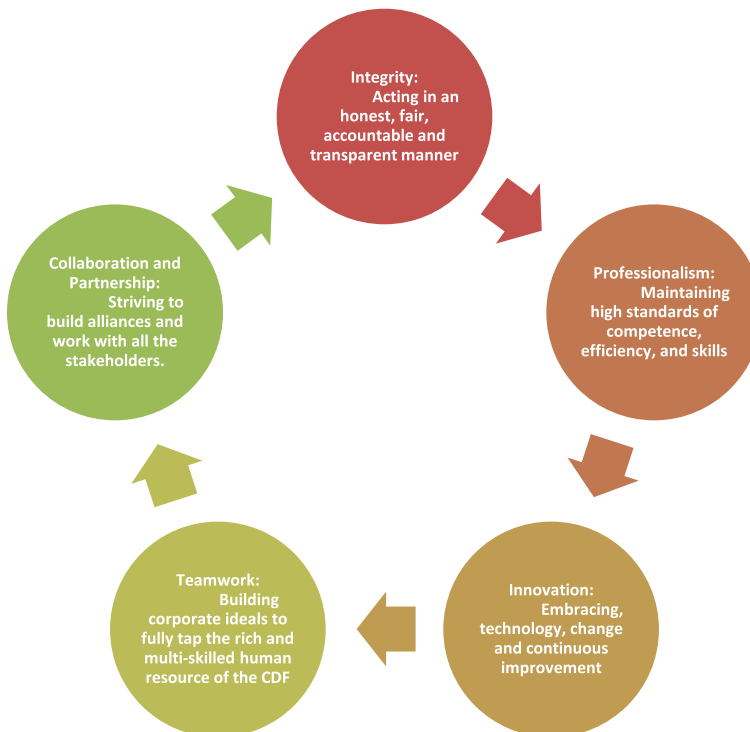 Integrity:
Acting in an
honest, fair,
accountable and
transparent manner
Professionalism:
Maintaining
high standards of
competence,
efficiency, and skills
Innovation:
Embracing,
technology, change
and continuous
improvement
Teamwork:
Building
corporate ideals to
fully tap the rich and
multi-skilled human
resource of the CDF
Collaboration and
Partnership:
Striving to
build alliances and
work with all the
stakeholders.